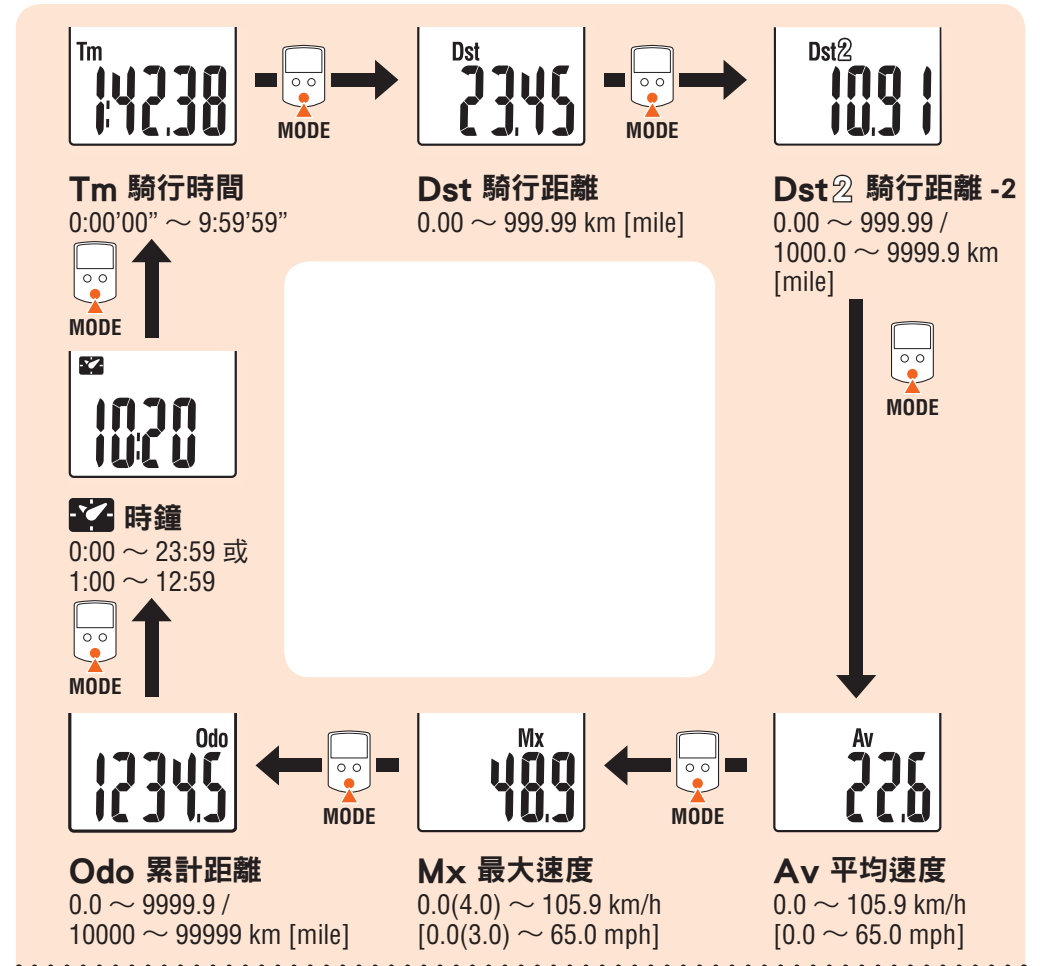 Tm
1:42.38
MODE
Dst
23.45
MODE
Dst2
10.91
Tm 騎行時間
0:00'00” ～ 9:59'59”
Dst 騎行距離
0.00 ～ 999.99 km [mile]
Dst2 騎行距離 -2
0.00 ～ 999.99 /
1000.0 ～ 9999.9 km
[mile]
MODE
MODE
10:20
時鐘
0:00 ～ 23:59 或
1:00 ～ 12:59
MODE
Odo
1234.5
MODE
Mx
48.9
MODE
Av
22.6
Odo 累計距離
0.0 ～ 9999.9 /
10000 ～ 99999 km [mile]
Mx 最大速度
0.0(4.0) ～ 105.9 km/h
[0.0(3.0) ～ 65.0 mph]
Av 平均速度
0.0 ～ 105.9 km/h
[0.0 ～ 65.0 mph]